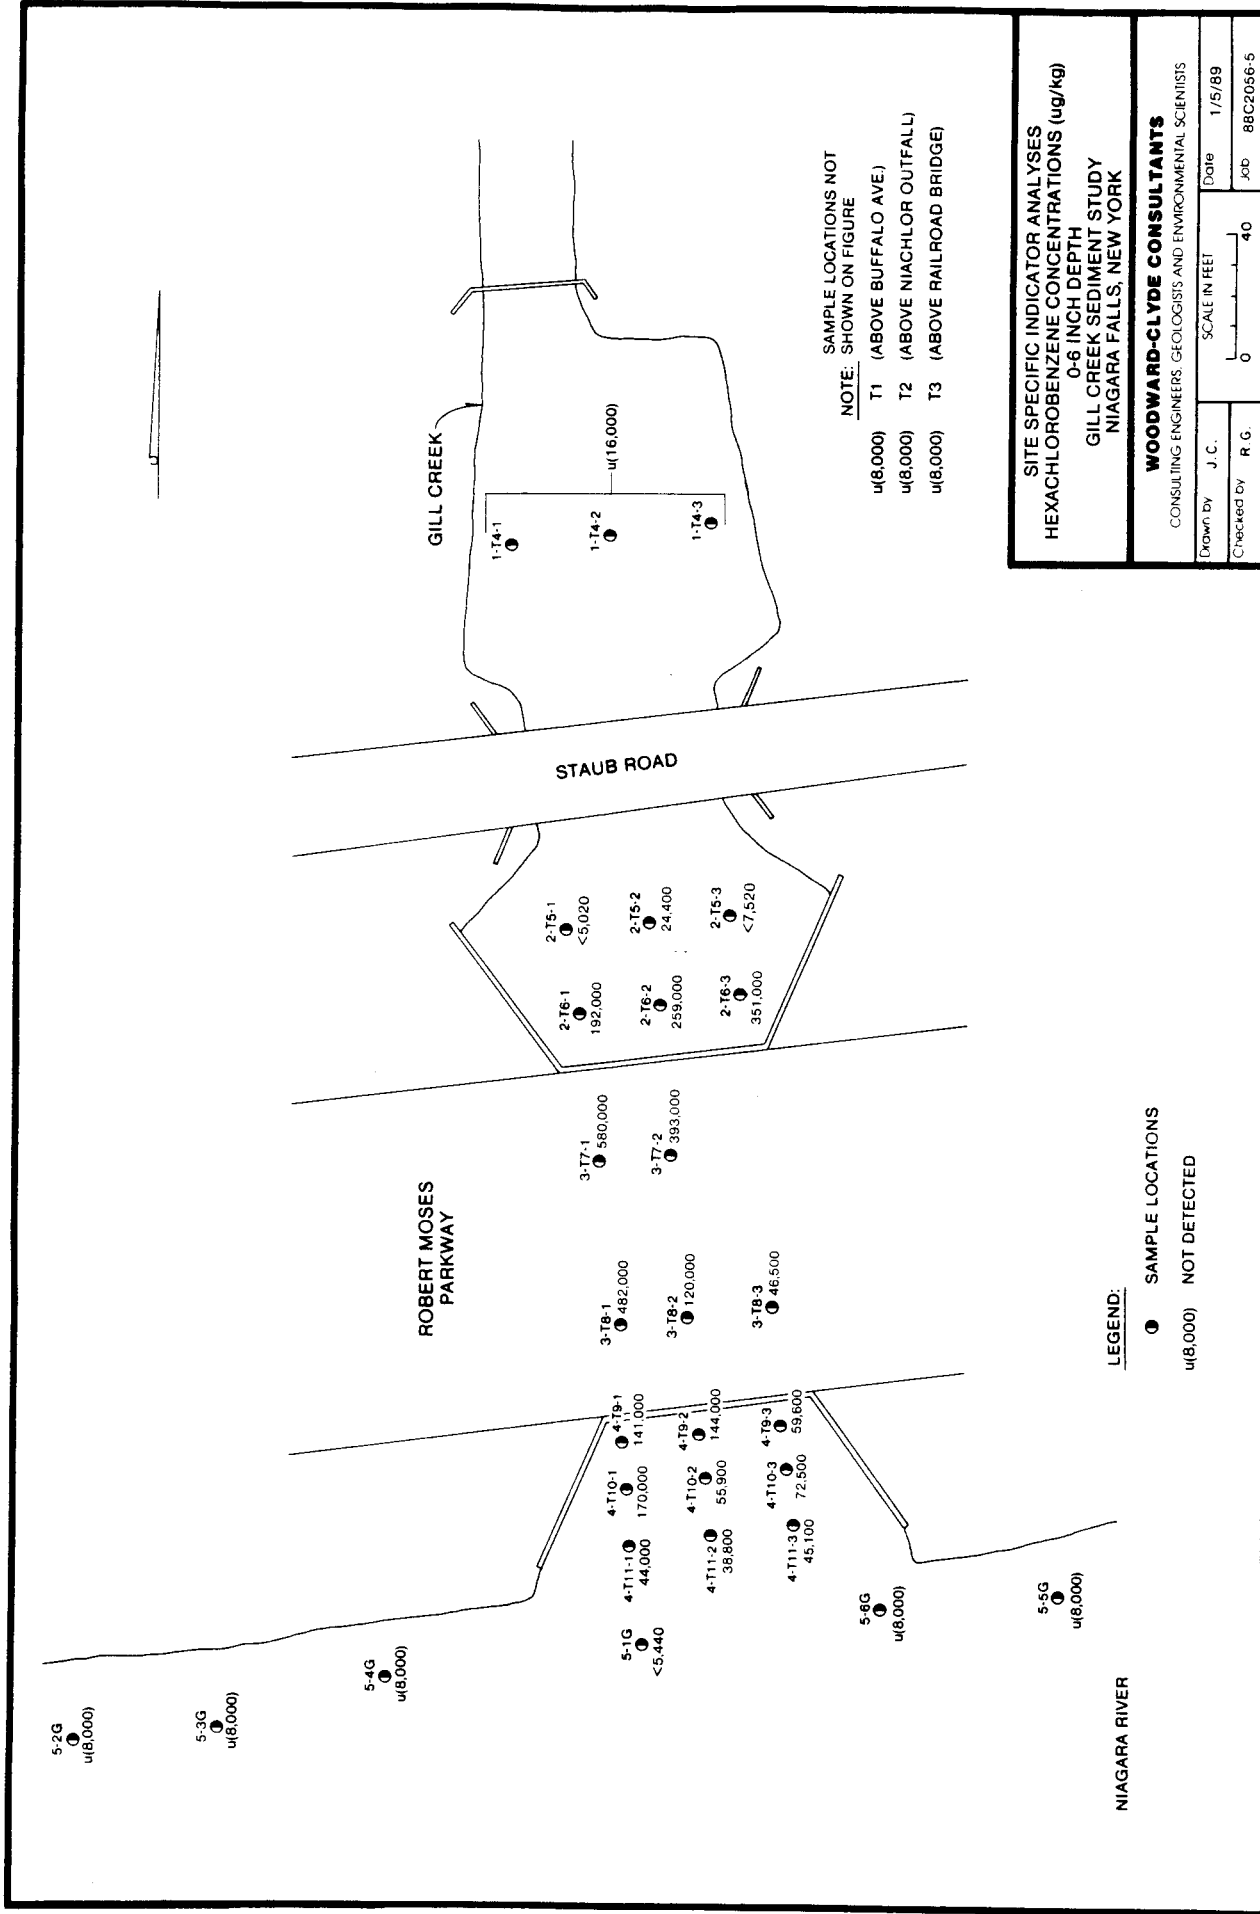 GILL CREEK
1-T4-1
1-T4-2
1-T4-3
u(16,000)
SAMPLE LOCATIONS NOT
NOTE: SHOWN ON FIGURE
u(8,000) T1 (ABOVE BUFFALO AVE.)
u(8,000) T2 (ABOVE NIACHLOR OUTFALL)
u(8,000) T3 (ABOVE RAILROAD BRIDGE)
STAUB ROAD
2-T5-1
<5,020
2-T5-2
24,400
2-T5-3
<7,520
2-T6-1
192,000
2-T6-2
259,000
2-T6-3
351,000
ROBERT MOSES
PARKWAY
3-T7-1
580,000
3-T7-2
393,000
3-T8-1
482,000
3-T8-2
120,000
3-T8-3
46,500
4-T9-1
141,000
4-T9-2
144,000
4-T9-3
59,600
4-T10-1
170,000
4-T10-2
55,900
4-T10-3
72,500
4-T11-1
44,000
4-T11-2
38,800
4-T11-3
45,100
5-1G
<5,440
5-2G
u(8,000)
5-3G
u(8,000)
5-4G
u(8,000)
5-6G
u(8,000)
5-5G
u(8,000)
NIAGARA RIVER
LEGEND:
SAMPLE LOCATIONS
u(8,000) NOT DETECTED
SITE SPECIFIC INDICATOR ANALYSES
HEXACHLOROBENZENE CONCENTRATIONS (ug/kg)
0-6 INCH DEPTH
GILL CREEK SEDIMENT STUDY
NIAGARA FALLS, NEW YORK
WOODWARD-CLYDE CONSULTANTS
CONSULTING ENGINEERS, GEOLOGISTS AND ENVIRONMENTAL SCIENTISTS
Drawn by J.C.
Checked by R.G.
SCALE IN FEET
0 40
Date 1/5/89
Job 88C2056-5